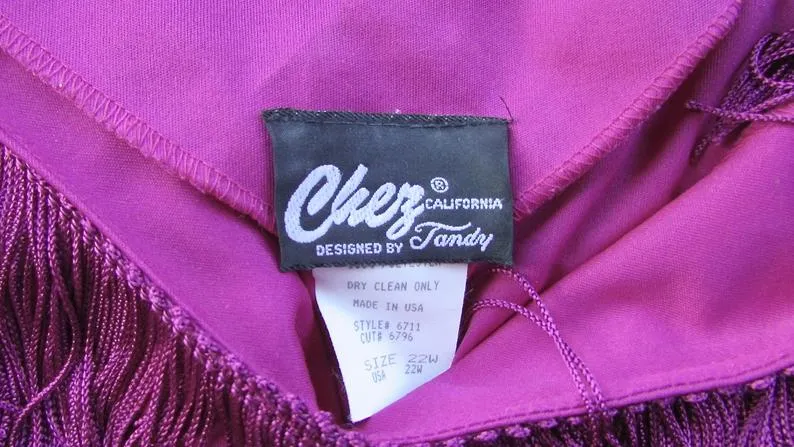 Chez® CALIFORNIA
DESIGNED BY Tandy
POLYESTER
DRY CLEAN ONLY
MADE IN USA
STYLE# 6711
CUT# 6796
SIZE 22W
USA 22W